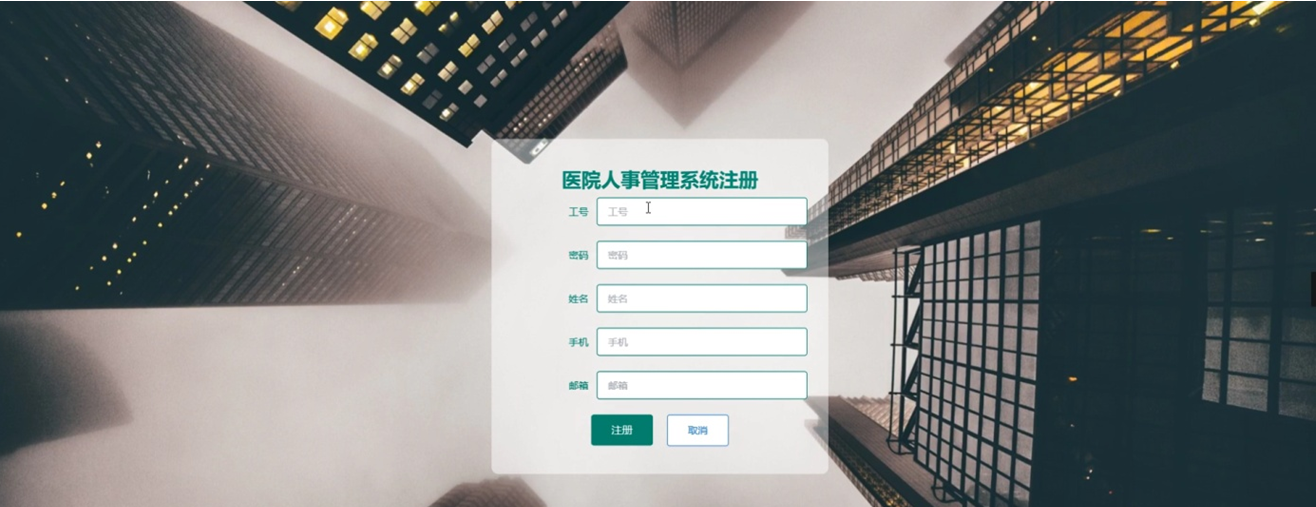 医院人事管理系统注册
工号 工号
密码 密码
姓名 姓名
手机 手机
邮箱 邮箱
注册 取消